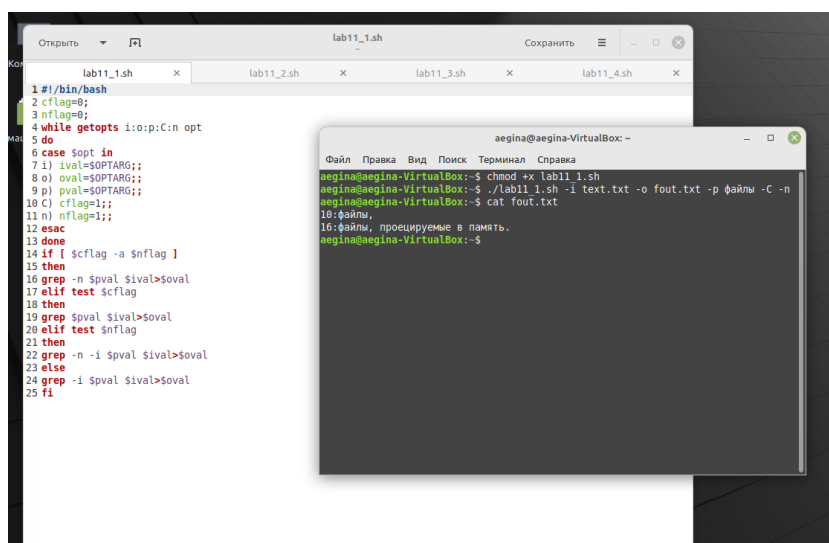 Открыть
lab11_1.sh
~
Сохранить
lab11_1.sh
lab11_2.sh
lab11_3.sh
lab11_4.sh
1 #!/bin/bash
2 cflag=0;
3 nflag=0;
4 while getopts i:o:p:C:n opt
5 do
6 case $opt in
7 i) ival=$OPTARG;;
8 o) oval=$OPTARG;;
9 p) pval=$OPTARG;;
10 C) cflag=1;;
11 n) nflag=1;;
12 esac
13 done
14 if [ $cflag -a $nflag ]
15 then
16 grep -n $pval $ival>$oval
17 elif test $cflag
18 then
19 grep $pval $ival>$oval
20 elif test $nflag
21 then
22 grep -n -i $pval $ival>$oval
23 else
24 grep -i $pval $ival>$oval
25 fi
aegina@aegina-VirtualBox: ~
Файл Правка Вид Поиск Терминал Справка
aegina@aegina-VirtualBox:~$ chmod +x lab11_1.sh
aegina@aegina-VirtualBox:~$ ./lab11_1.sh -i text.txt -o fout.txt -p файлы -C -n
aegina@aegina-VirtualBox:~$ cat fout.txt
10:файлы,
16:файлы, проецируемые в память.
aegina@aegina-VirtualBox:~$